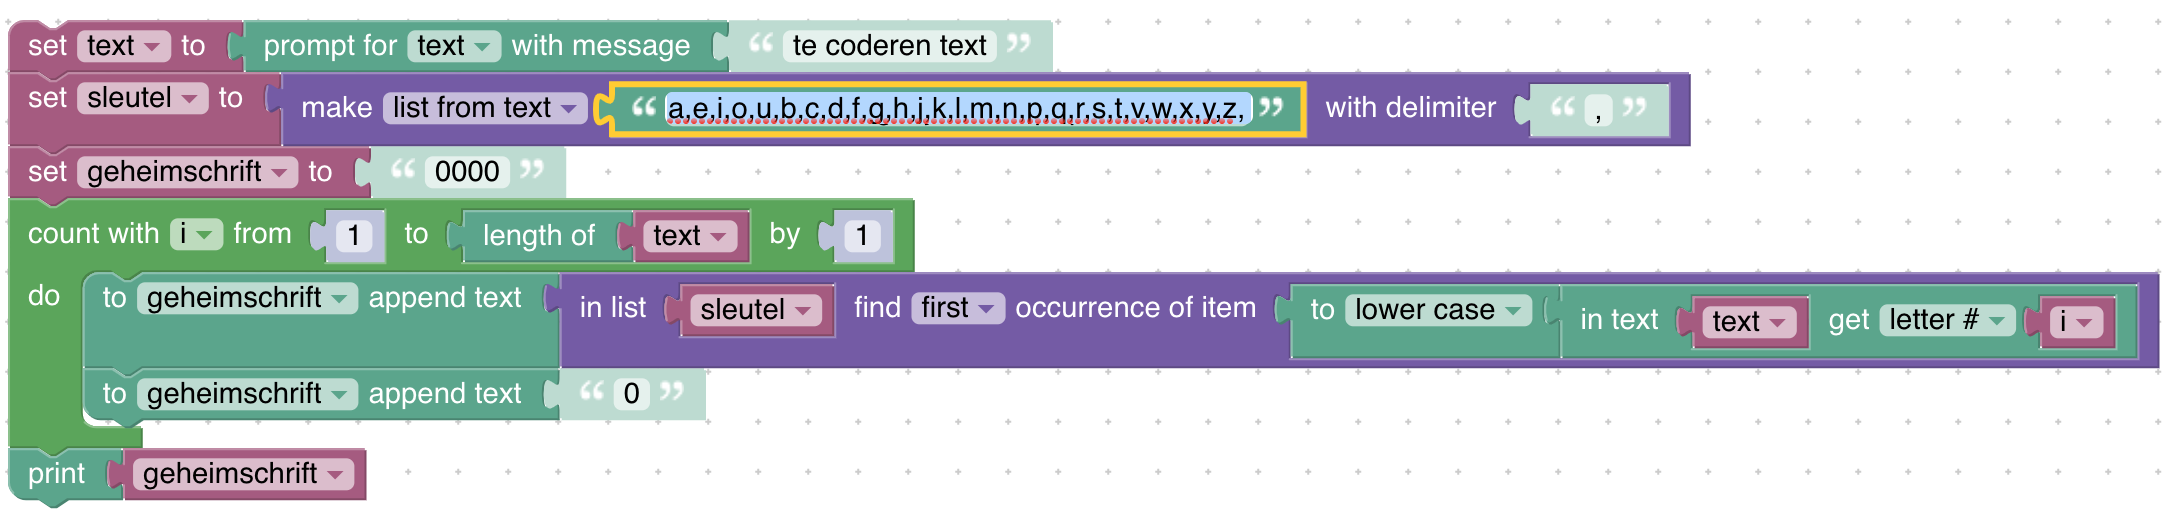 set text to prompt for text with message “ te coderen text ”
set sleutel to make list from text “ a,e,i,o,u,b,c,d,f,g,h,j,k,l,m,n,p,q,r,s,t,v,w,x,y,z, ” with delimiter “ , ”
set geheimschrift to “ 0000 ”
count with i from 1 to length of text by 1
do to geheimschrift append text in list sleutel find first occurrence of item to lower case in text text get letter # i
to geheimschrift append text “ 0 ”
print geheimschrift